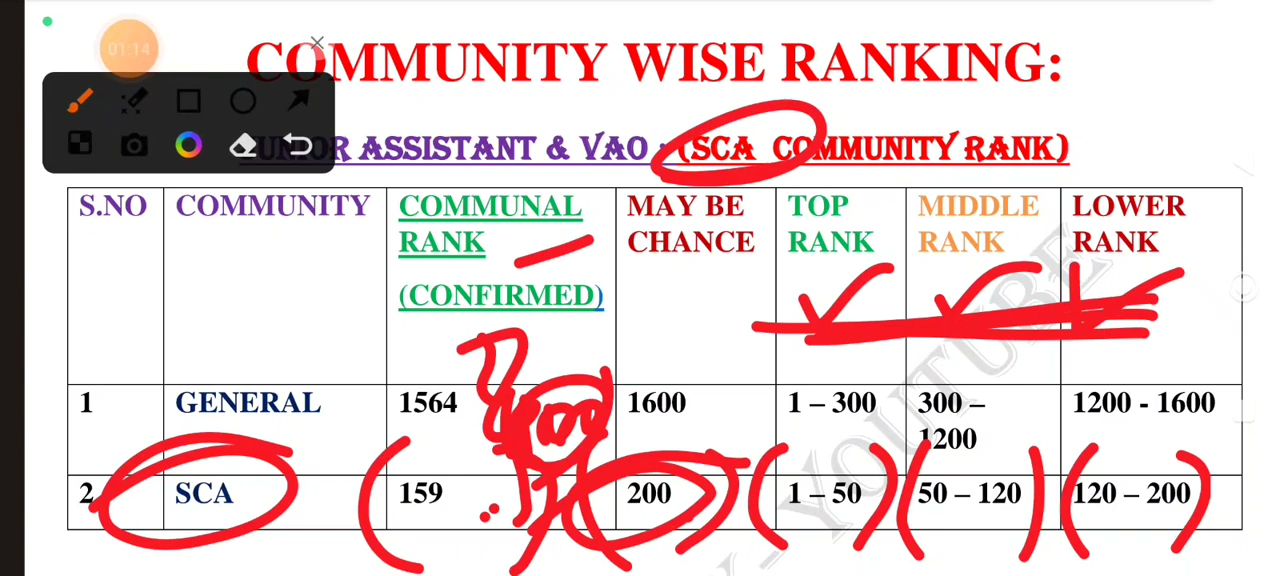 01:14
COMMUNITY WISE RANKING:
JUNIOR ASSISTANT & VAO : (SCA COMMUNITY RANK)
S.NO COMMUNITY COMMUNAL RANK (CONFIRMED) MAY BE CHANCE TOP RANK MIDDLE RANK LOWER RANK
1 GENERAL 1564 1600 1 – 300 300 – 1200 1200 - 1600
2 SCA 159 200 1 – 50 50 – 120 120 – 200
- YOUTUBE